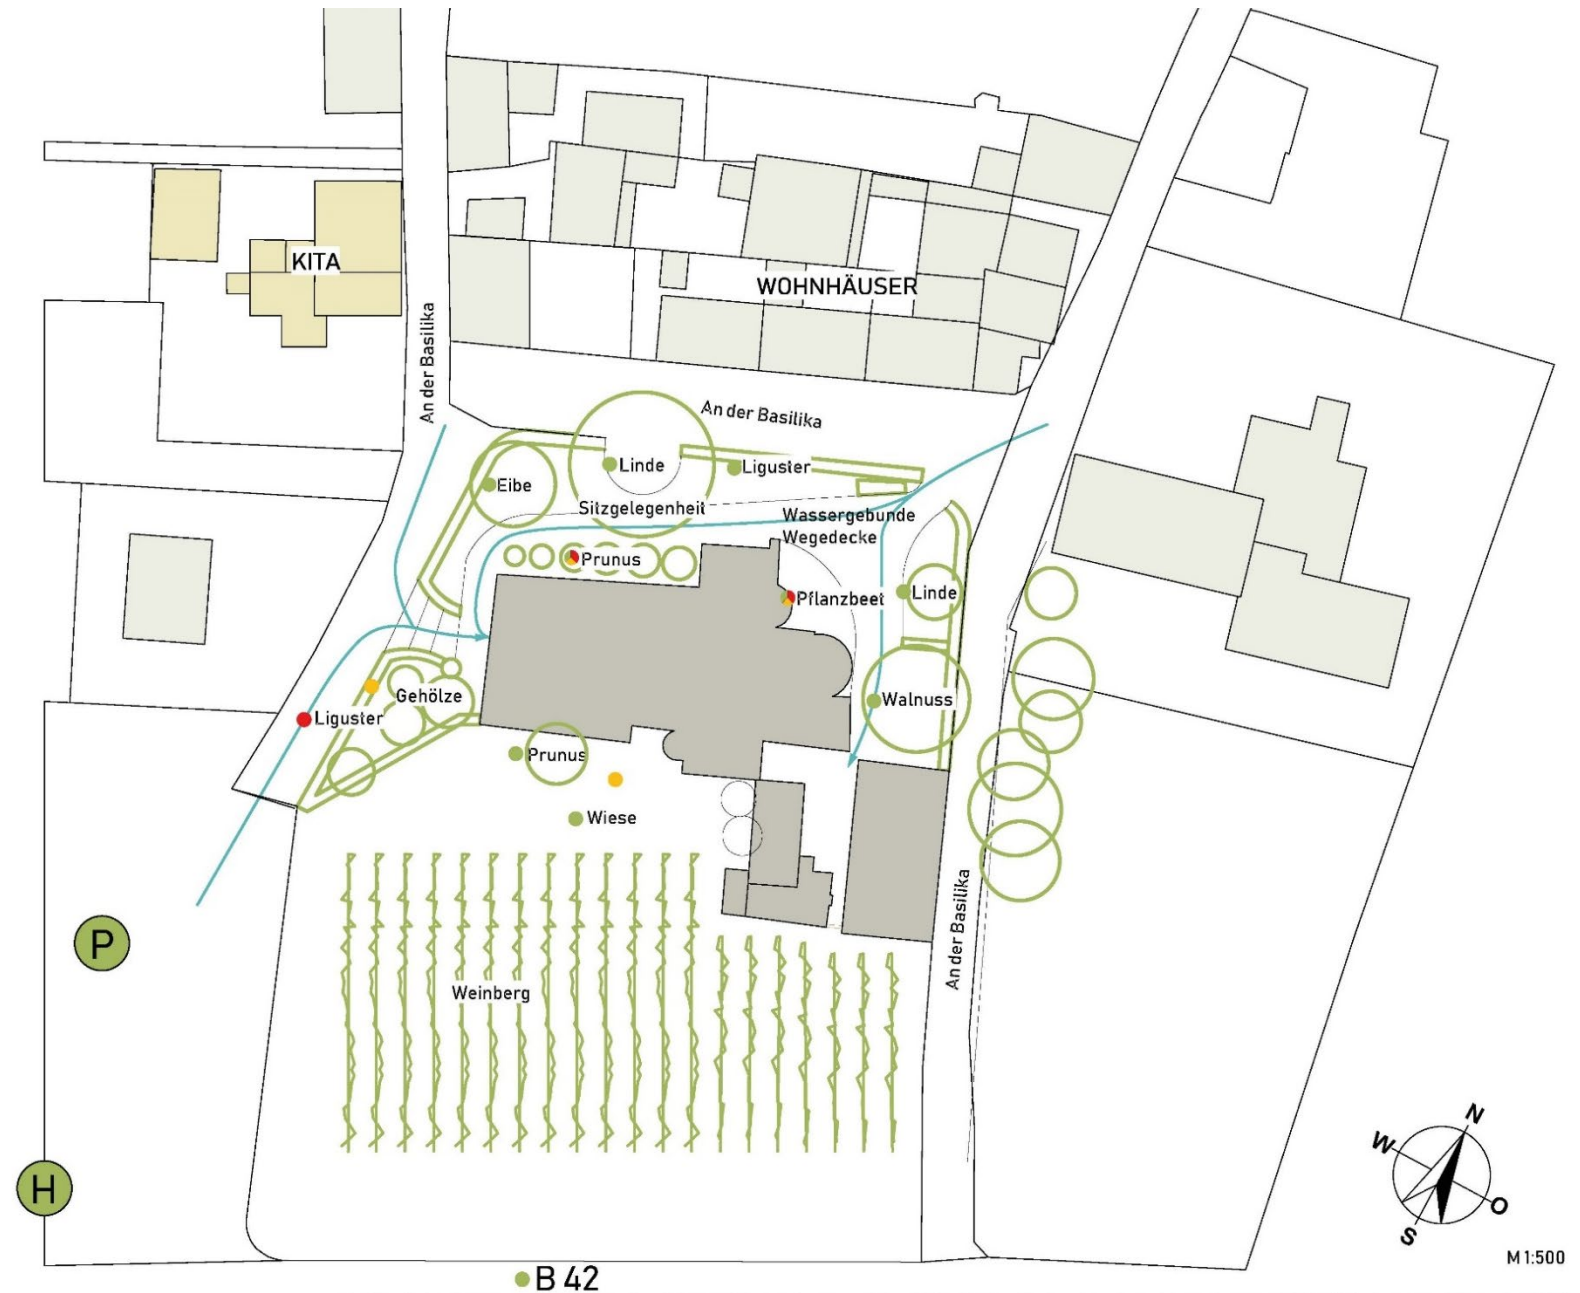 KITA
WOHNHÄUSER
An der Basilika
An der Basilika
Linde
Liguster
Eibe
Sitzgelegenheit
Wassergebunde
Wegedecke
Prunus
Pflanzbeet
Linde
Gehölze
Walnuss
Liguster
Prunus
Wiese
An der Basilika
P
Weinberg
H
N
W
O
S
M 1:500
B 42